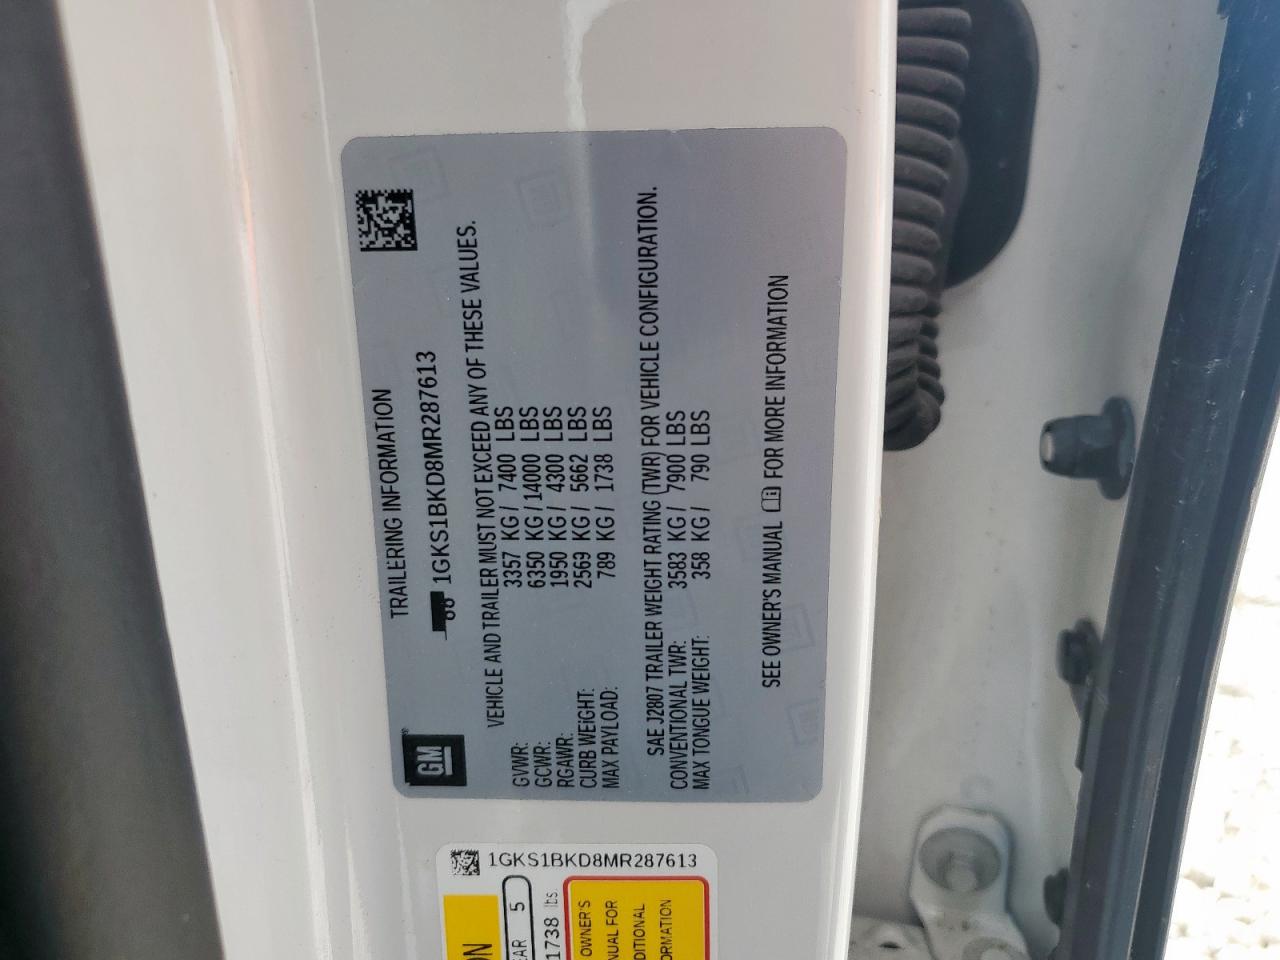 TRAILERING INFORMATION
GM
1GKS1BKD8MR287613
VEHICLE AND TRAILER MUST NOT EXCEED ANY OF THESE VALUES.
GVWR: 3357 KG / 7400 LBS
GCWR: 6350 KG / 14000 LBS
RGAWR: 1950 KG / 4300 LBS
CURB WEIGHT: 2569 KG / 5662 LBS
MAX PAYLOAD: 789 KG / 1738 LBS
SAE J2807 TRAILER WEIGHT RATING (TWR) FOR VEHICLE CONFIGURATION.
CONVENTIONAL TWR: 3583 KG / 7900 LBS
MAX TONGUE WEIGHT: 358 KG / 790 LBS
SEE OWNER'S MANUAL FOR MORE INFORMATION
1GKS1BKD8MR287613
ON
EAR 5
1738 lbs
OWNER'S
NUAL FOR
DITIONAL
ORMATION